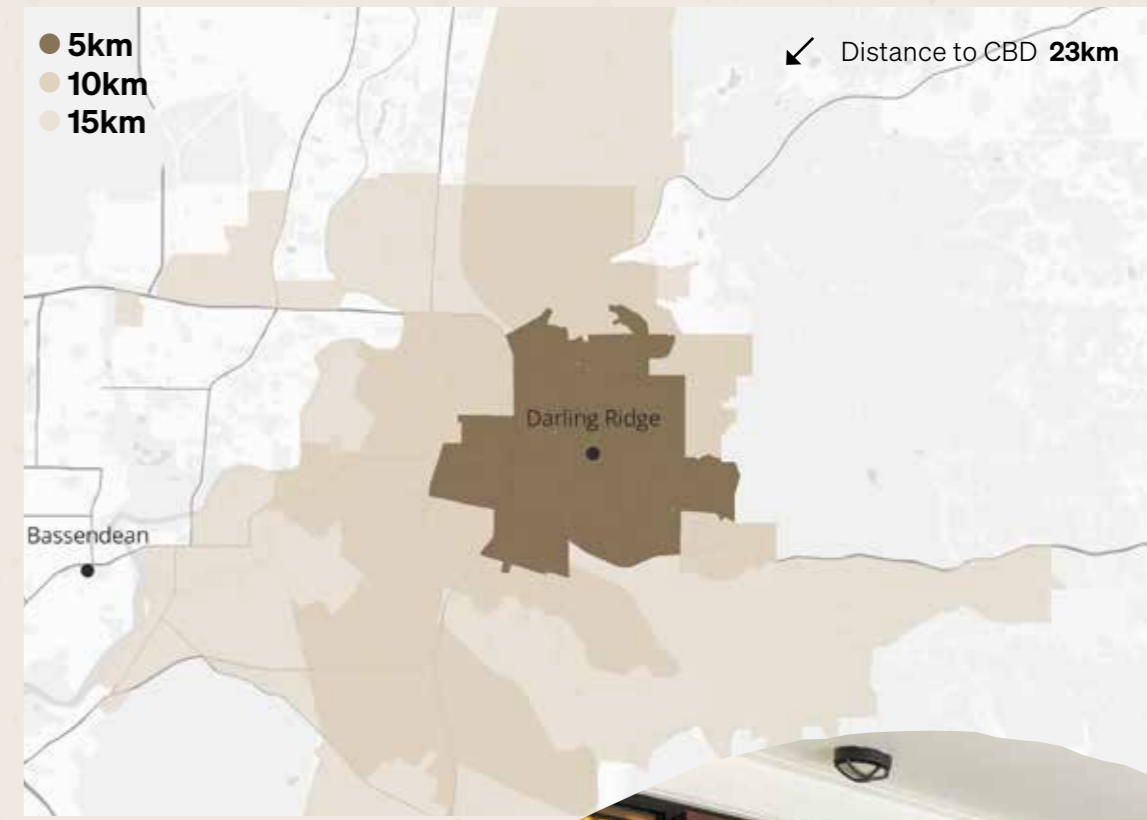 5km
10km
15km
Distance to CBD 23km
Darling Ridge
Bassendean